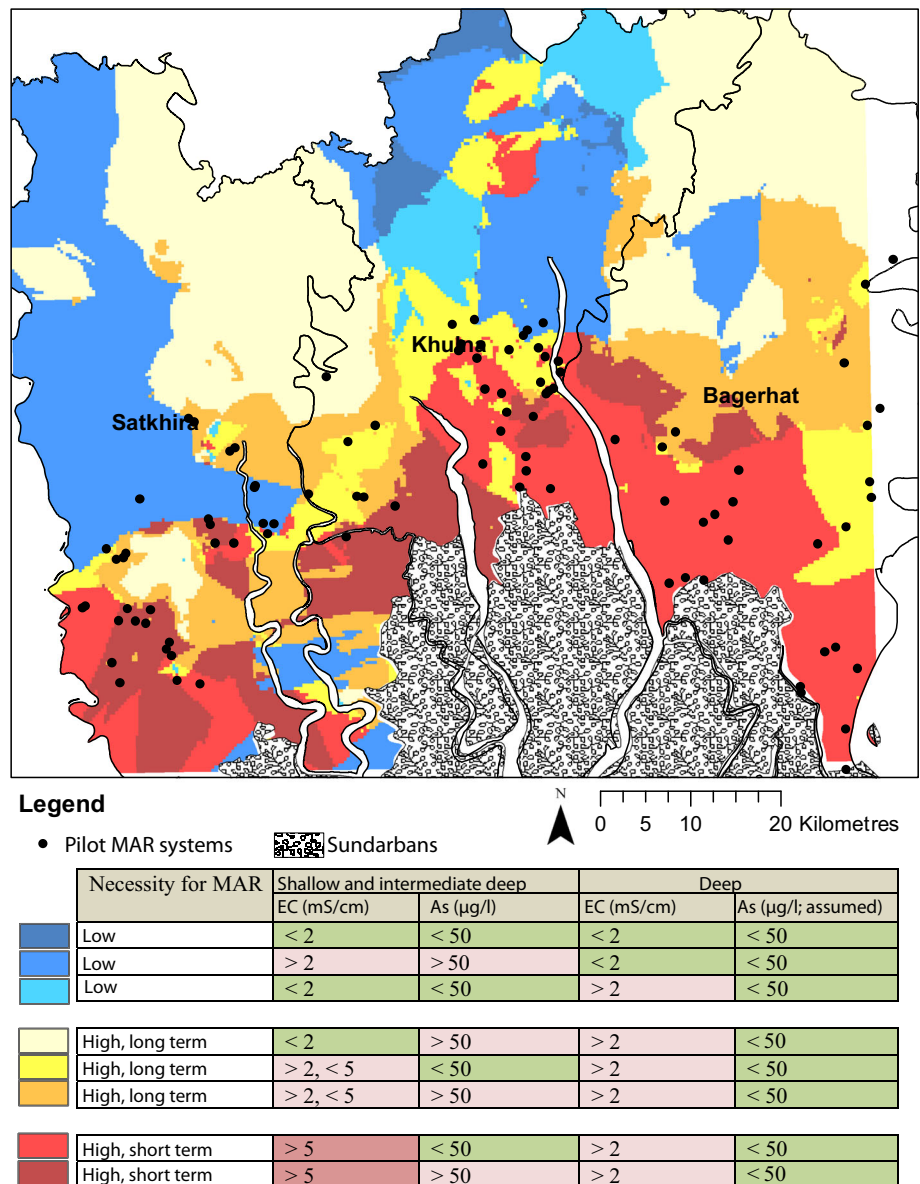 Khulna
Satkhira
Bagerhat
Legend
N
Pilot MAR systems
Sundarbans
0 5 10 20 Kilometres
Necessity for MAR Shallow and intermediate deep Deep
EC (mS/cm) As (µg/l) EC (mS/cm) As (µg/l; assumed)
Low < 2 < 50 < 2 < 50
Low > 2 > 50 < 2 < 50
Low < 2 < 50 > 2 < 50
High, long term < 2 > 50 > 2 < 50
High, long term > 2, < 5 < 50 > 2 < 50
High, long term > 2, < 5 > 50 > 2 < 50
High, short term > 5 < 50 > 2 < 50
High, short term > 5 > 50 > 2 < 50